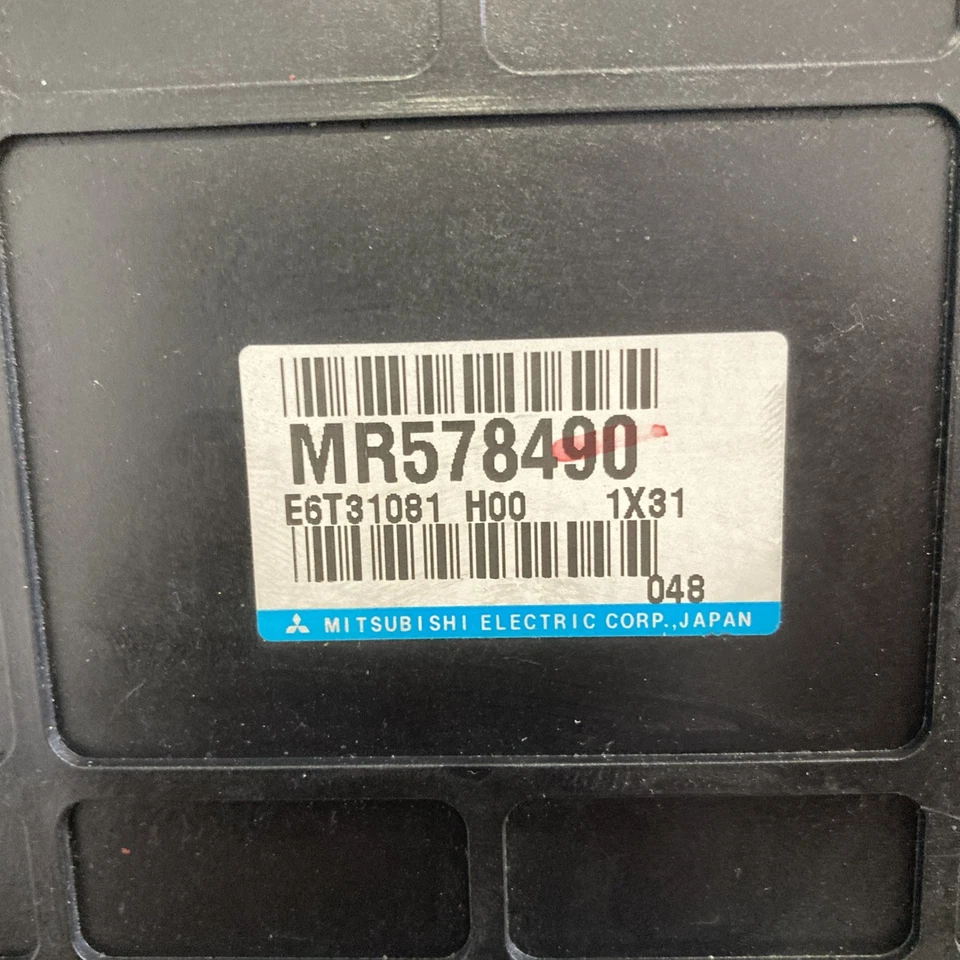 MR578490
E6T31081 H00 1X31
048
MITSUBISHI ELECTRIC CORP.,JAPAN